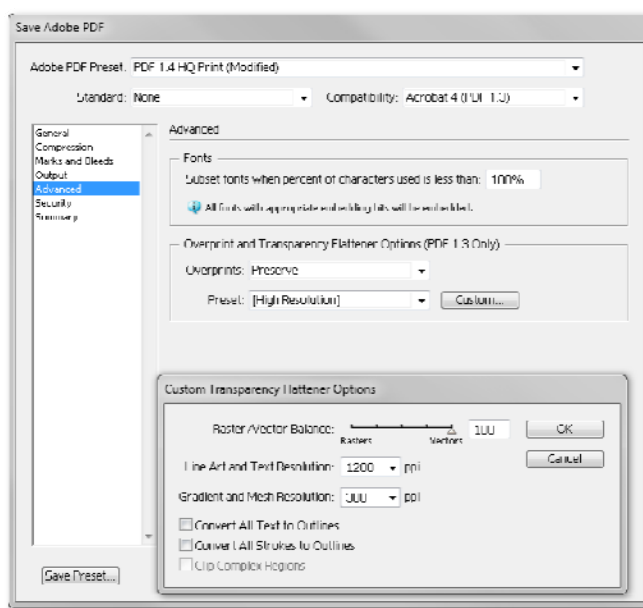 Save Adobe PDF
Adobe PDF Preset: PDF 1.4 HQ Print (Modified)
Standard: None Compatibility: Acrobat 4 (PDF 1.3)
General
Compression
Marks and Bleeds
Output
Advanced
Security
Summary
Advanced
Fonts
Subset fonts when percent of characters used is less than: 100%
All fonts with appropriate embedding bits will be embedded.
Overprint and Transparency Flattener Options (PDF 1.3 Only)
Overprints: Preserve
Preset: [High Resolution] Custom...
Custom Transparency Flattener Options
Raster/Vector Balance: 100 OK
Rasters Vectors
Line Art and Text Resolution: 1200 ppi Cancel
Gradient and Mesh Resolution: 300 ppi
Convert All Text to Outlines
Convert All Strokes to Outlines
Clip Complex Regions
Save Preset...